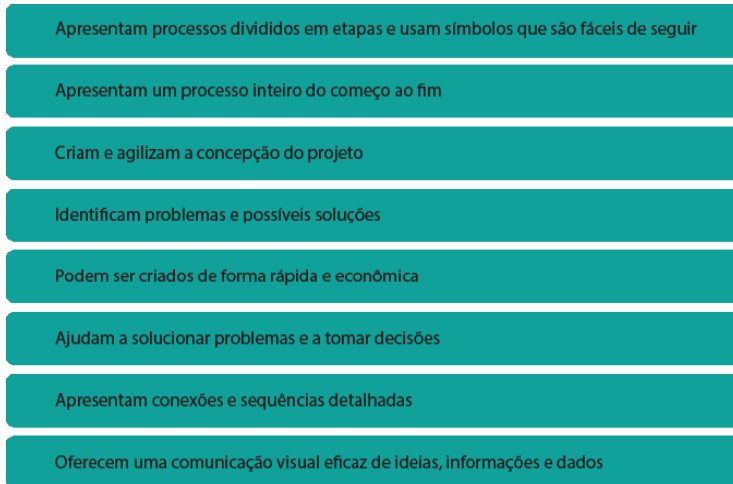 Apresentam processos divididos em etapas e usam símbolos que são fáceis de seguir
Apresentam um processo inteiro do começo ao fim
Criam e agilizam a concepção do projeto
Identificam problemas e possíveis soluções
Podem ser criados de forma rápida e econômica
Ajudam a solucionar problemas e a tomar decisões
Apresentam conexões e sequências detalhadas
Oferecem uma comunicação visual eficaz de ideias, informações e dados